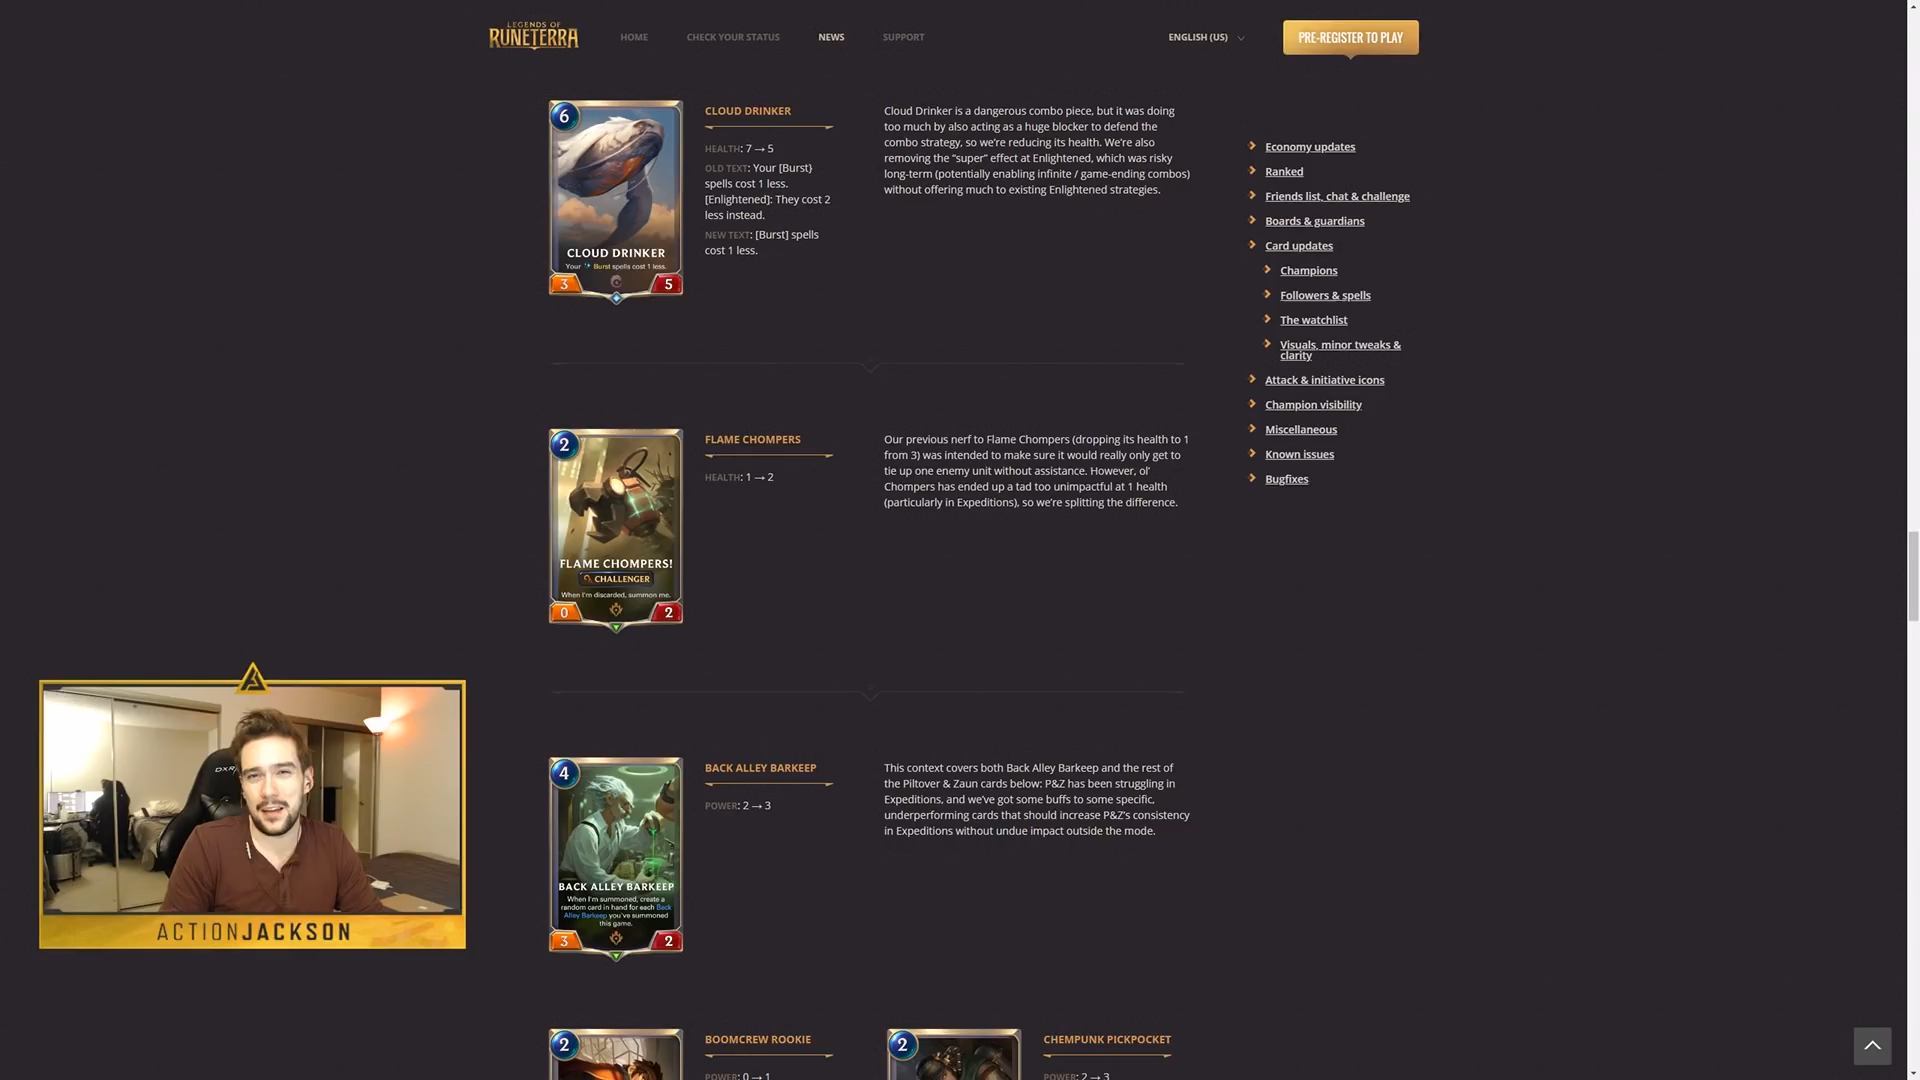 LEGENDS OF
RUNETERRA
HOME
CHECK YOUR STATUS
NEWS
SUPPORT
ENGLISH (US)
PRE-REGISTER TO PLAY
6
CLOUD DRINKER
Your Burst spells cost 1 less.
3
5
CLOUD DRINKER
HEALTH: 7 → 5
OLD TEXT: Your [Burst}
spells cost 1 less.
[Enlightened]: They cost 2
less instead.
NEW TEXT: [Burst] spells
cost 1 less.
Cloud Drinker is a dangerous combo piece, but it was doing
too much by also acting as a huge blocker to defend the
combo strategy, so we're reducing its health. We're also
removing the "super" effect at Enlightened, which was risky
long-term (potentially enabling infinite / game-ending combos)
without offering much to existing Enlightened strategies.
Economy updates
Ranked
Friends list, chat & challenge
Boards & guardians
Card updates
Champions
Followers & spells
The watchlist
Visuals, minor tweaks &
clarity
Attack & initiative icons
Champion visibility
Miscellaneous
Known issues
Bugfixes
2
FLAME CHOMPERS!
CHALLENGER
When I'm discarded, summon me.
0
2
FLAME CHOMPERS
HEALTH: 1 → 2
Our previous nerf to Flame Chompers (dropping its health to 1
from 3) was intended to make sure it would really only get to
tie up one enemy unit without assistance. However, ol'
Chompers has ended up a tad too unimpactful at 1 health
(particularly in Expeditions), so we're splitting the difference.
4
BACK ALLEY BARKEEP
When I'm summoned, create a
random card in hand for each Back
Alley Barkeep you've summoned
this game.
3
2
BACK ALLEY BARKEEP
POWER: 2 → 3
This context covers both Back Alley Barkeep and the rest of
the Piltover & Zaun cards below: P&Z has been struggling in
Expeditions, and we've got some buffs to some specific,
underperforming cards that should increase P&Z's consistency
in Expeditions without undue impact outside the mode.
DXR
ACTIONJACKSON
2
BOOMCREW ROOKIE
POWER: 0 → 1
2
CHEMPUNK PICKPOCKET
POWER: 2 → 3